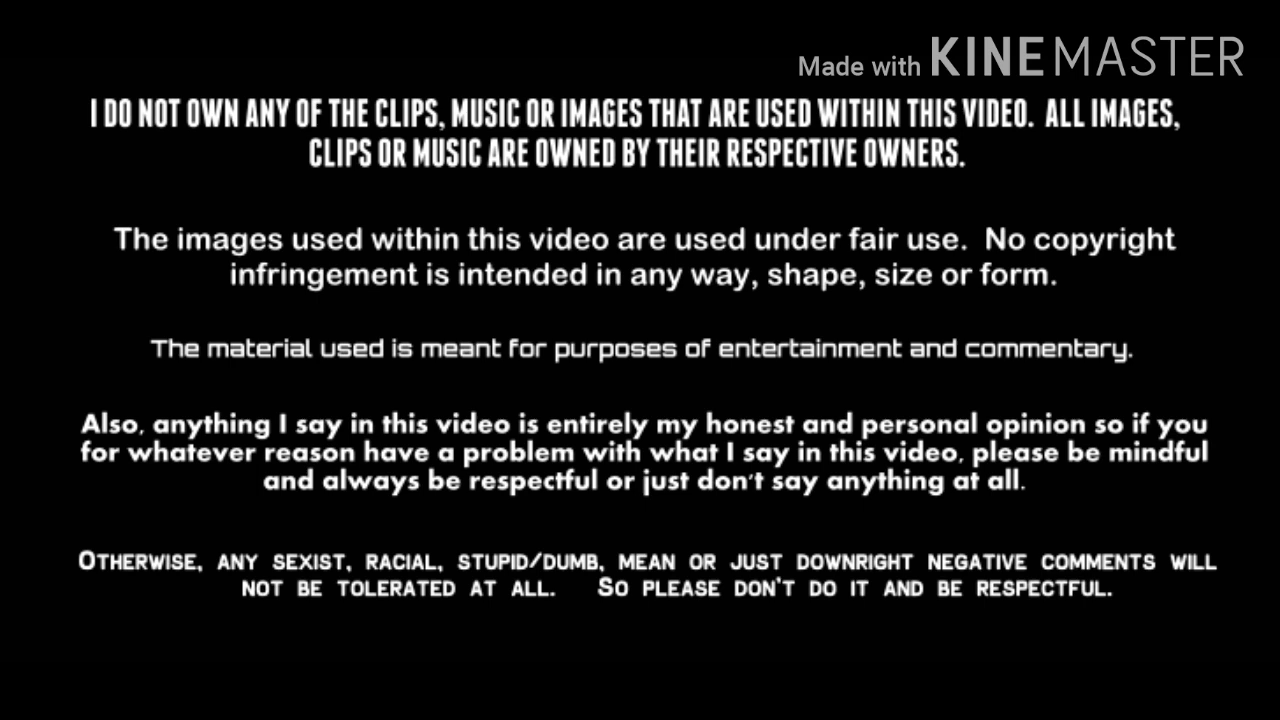 Made with KINEMASTER
I DO NOT OWN ANY OF THE CLIPS, MUSIC OR IMAGES THAT ARE USED WITHIN THIS VIDEO. ALL IMAGES,
CLIPS OR MUSIC ARE OWNED BY THEIR RESPECTIVE OWNERS.
The images used within this video are used under fair use. No copyright
infringement is intended in any way, shape, size or form.
The material used is meant for purposes of entertainment and commentary.
Also, anything I say in this video is entirely my honest and personal opinion so if you
for whatever reason have a problem with what I say in this video, please be mindful
and always be respectful or just don't say anything at all.
OTHERWISE, ANY SEXIST, RACIAL, STUPID/DUMB, MEAN OR JUST DOWNRIGHT NEGATIVE COMMENTS WILL
NOT BE TOLERATED AT ALL. SO PLEASE DON'T DO IT AND BE RESPECTFUL.